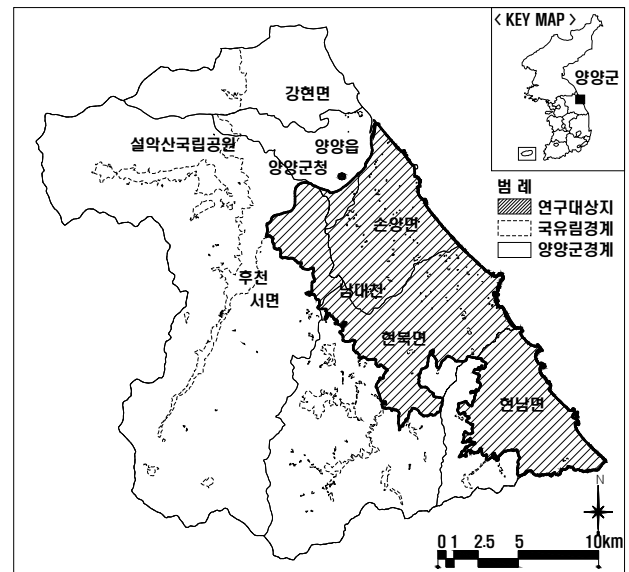 < KEY MAP >
양양군
강현면
설악산국립공원
양양읍
양양군청
범 례
연구대상지
국유림경계
양양군경계
손양면
후천
서면
남대천
현북면
현남면
N
0 1 2.5 5 10km